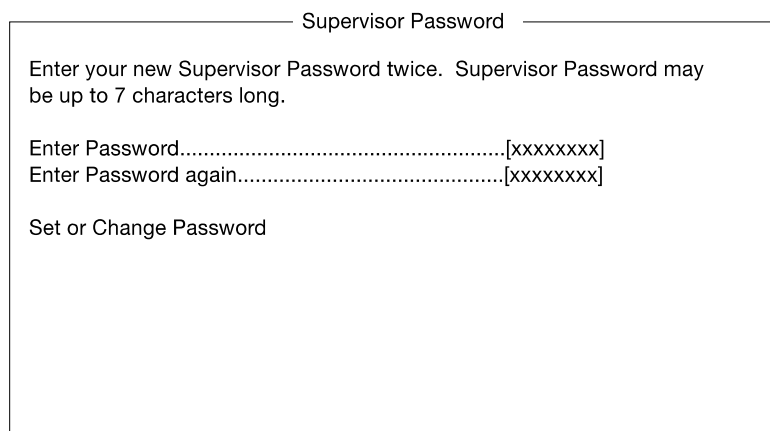 Supervisor Password
Enter your new Supervisor Password twice.  Supervisor Password may
be up to 7 characters long.
Enter Password.......................................................[xxxxxxxx]
Enter Password again.............................................[xxxxxxxx]
Set or Change Password